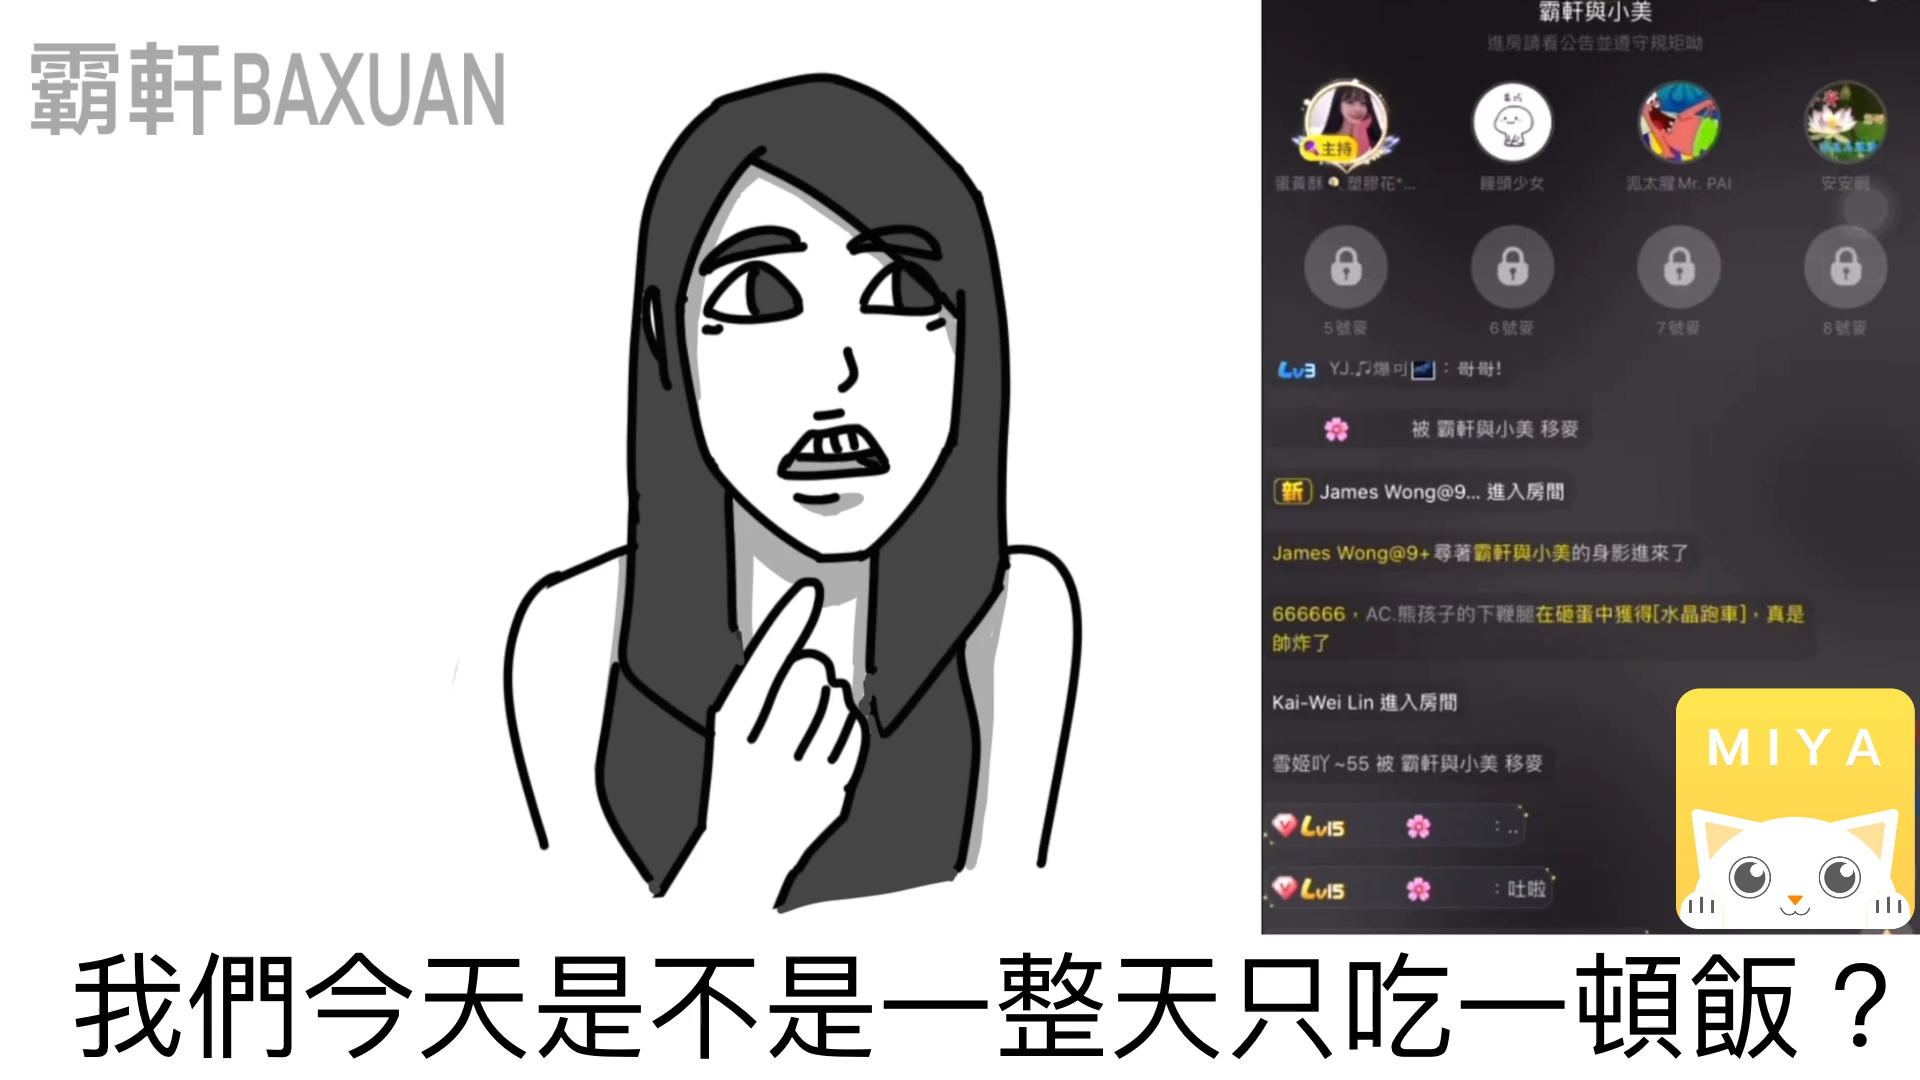 霸軒BAXUAN
霸軒與小美
進房請看公告並遵守規矩呦
主持
蛋黃酥 塑膠花*...
饅頭少女
派太腥Mr. PAI
安安啊
5號麥
6號麥
7號麥
8號麥
Lv3 YJ.♫爆可 : 哥哥!
🌸 被 霸軒與小美 移麥
新 James Wong@9... 進入房間
James Wong@9+尋著霸軒與小美的身影進來了
666666，AC.熊孩子的下鞭腿在砸蛋中獲得[水晶跑車]，真是
帥炸了
Kai-Wei Lin 進入房間
雪姬吖~55 被 霸軒與小美 移麥
V Lv15 🌸 : ..
V Lv15 🌸 : 吐啦
MIYA
我們今天是不是一整天只吃一頓飯？